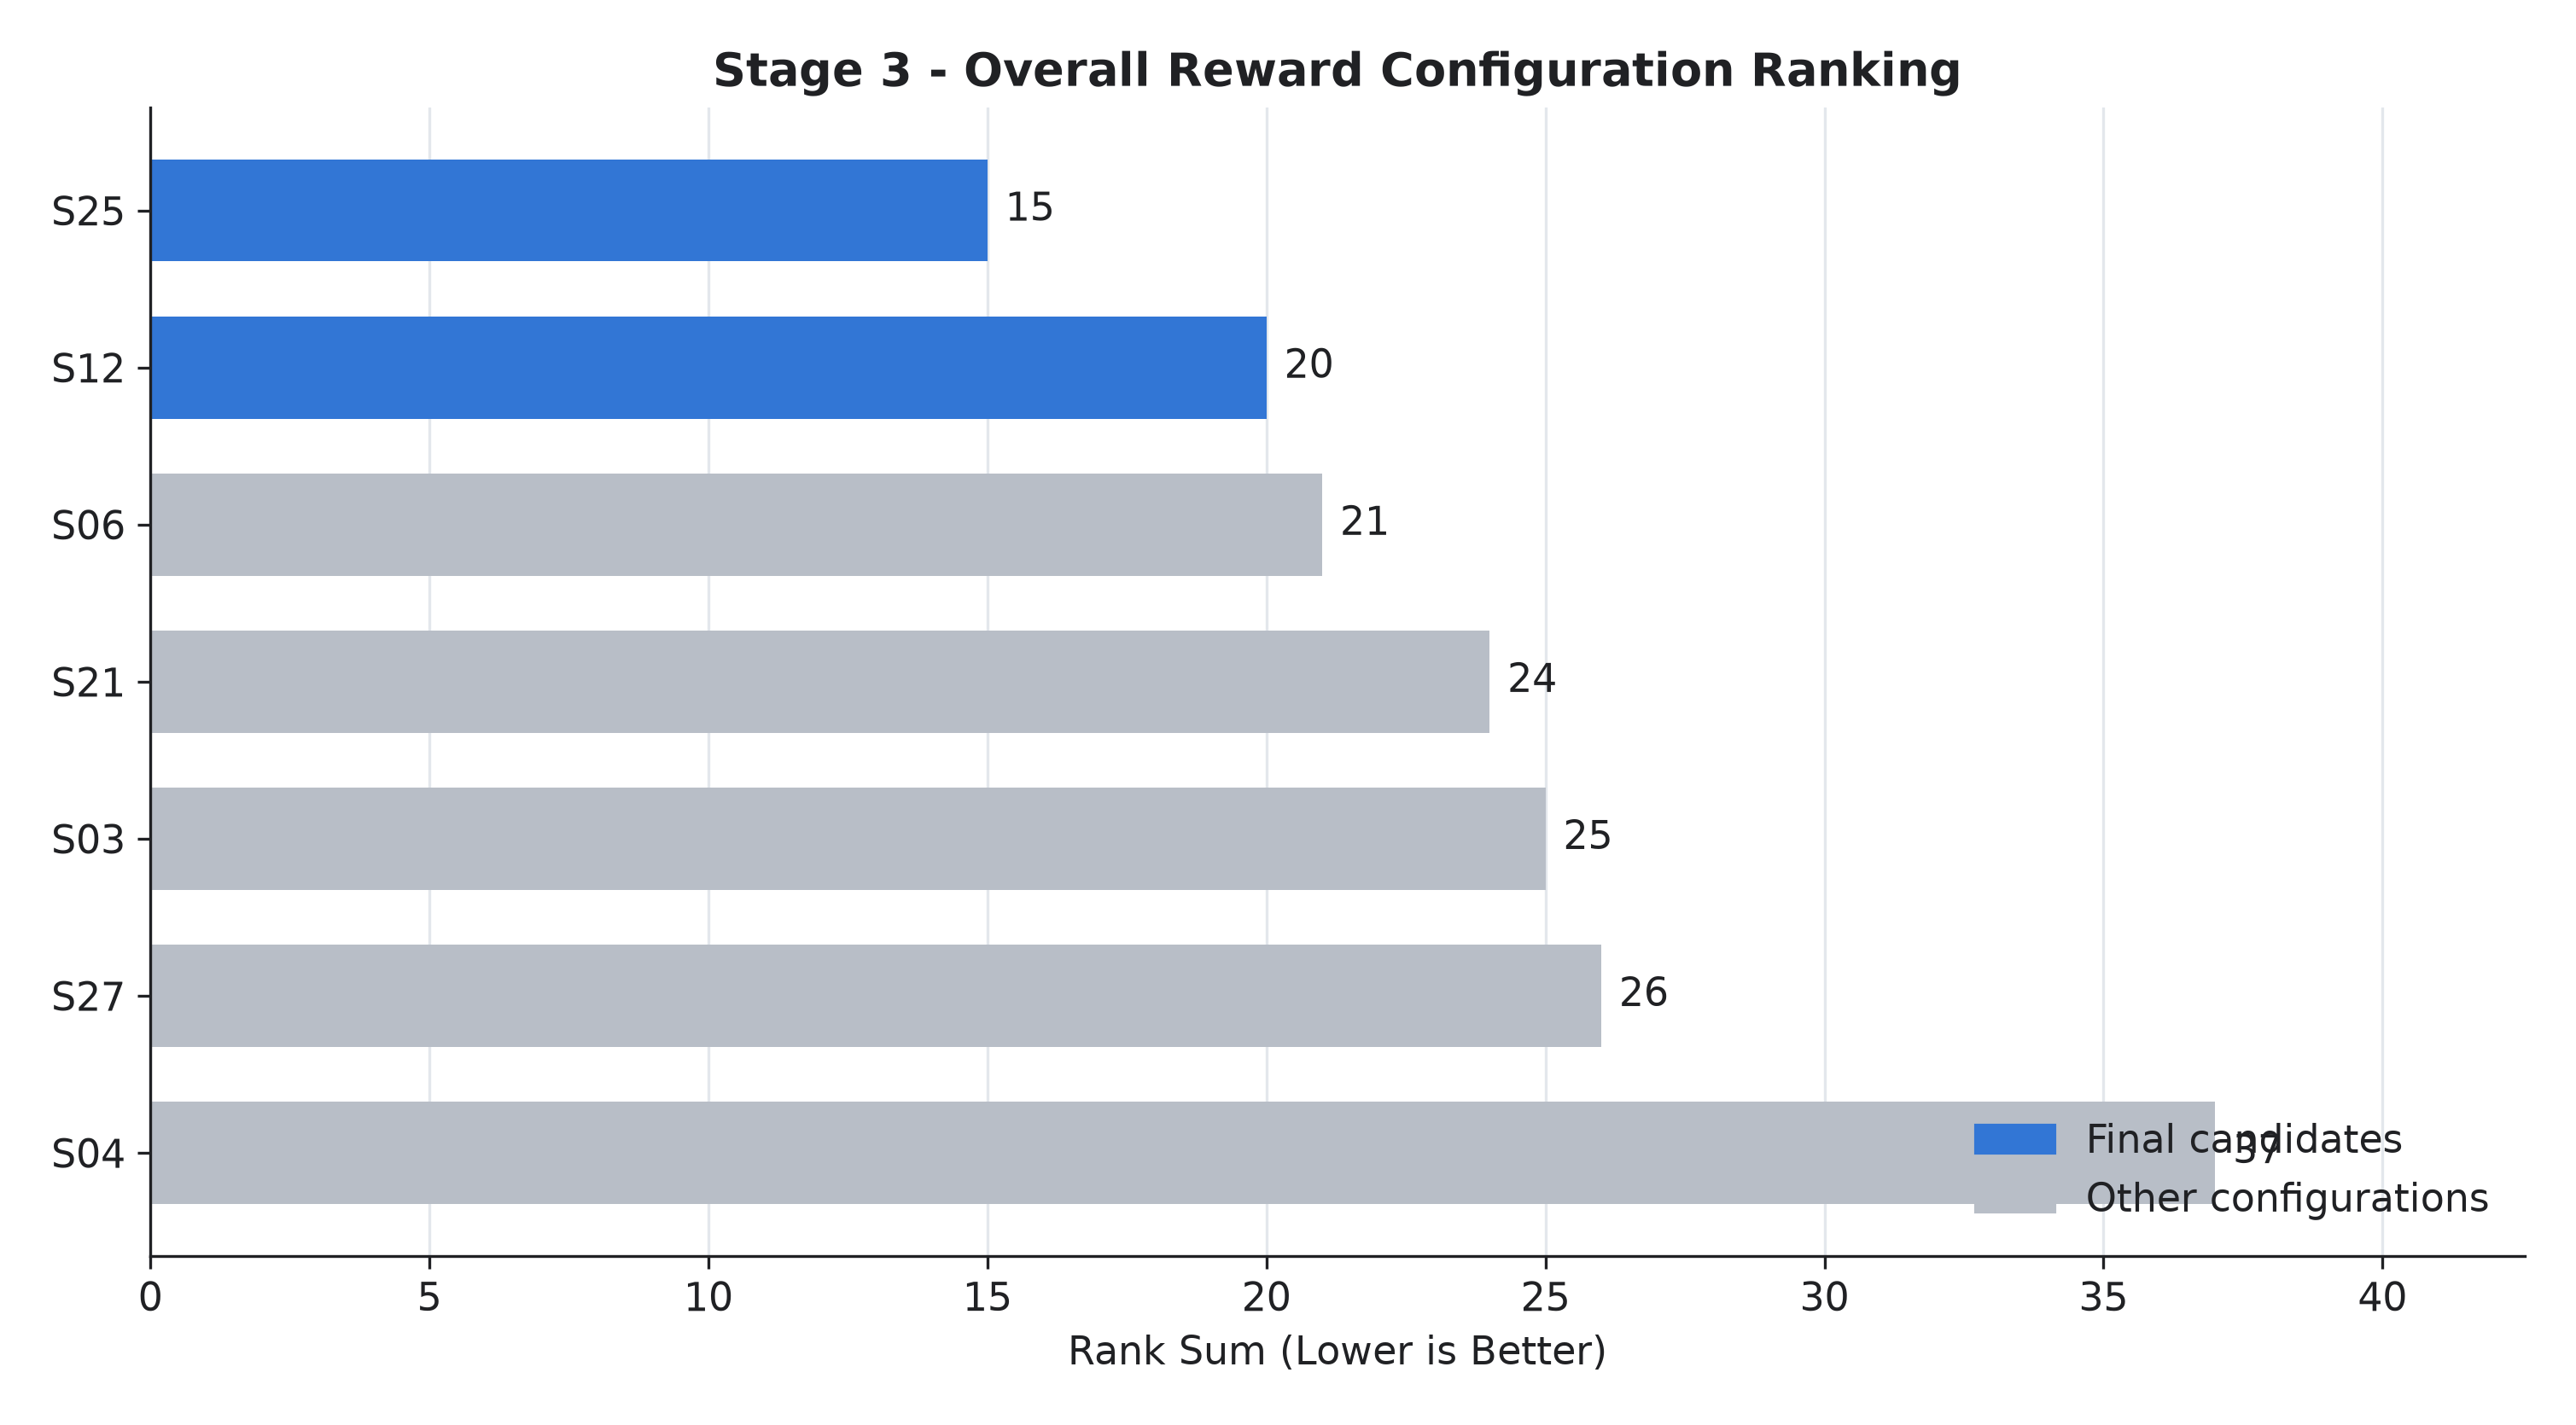 Stage 3 - Overall Reward Configuration Ranking
S25 15
S12 20
S06 21
S21 24
S03 25
S27 26
S04 37
Final candidates
Other configurations
0 5 10 15 20 25 30 35 40
Rank Sum (Lower is Better)